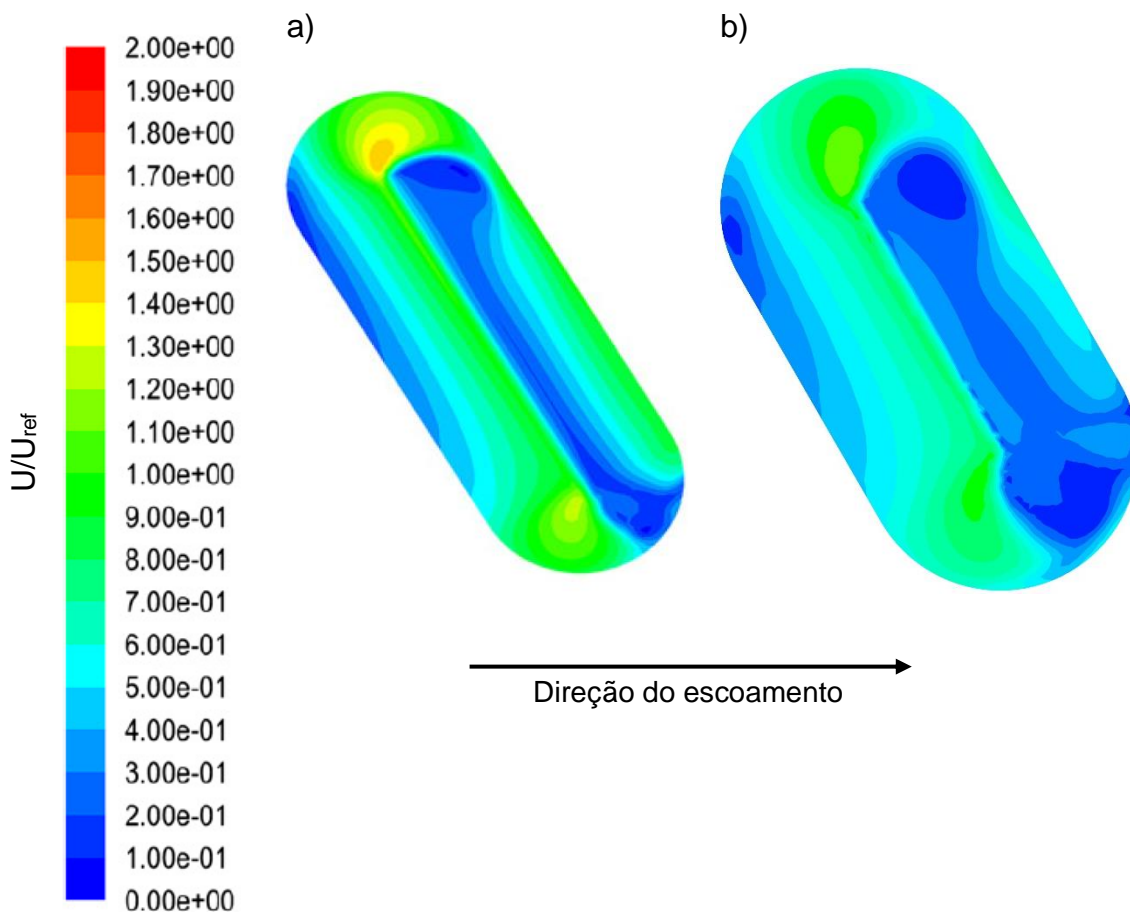 a)
b)
2.00e+00
1.90e+00
1.80e+00
1.70e+00
1.60e+00
1.50e+00
1.40e+00
1.30e+00
1.20e+00
1.10e+00
1.00e+00
9.00e-01
8.00e-01
7.00e-01
6.00e-01
5.00e-01
4.00e-01
3.00e-01
2.00e-01
1.00e-01
0.00e+00
U/Uref
Direção do escoamento